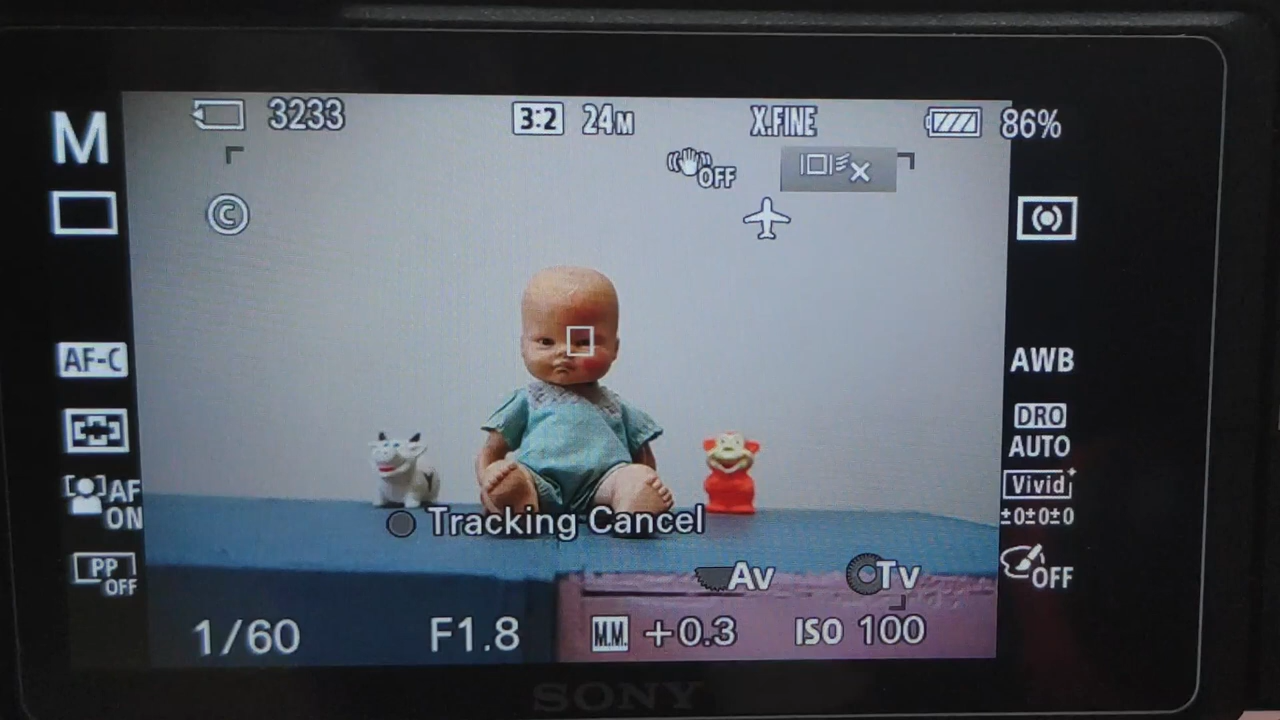 M 3233 3:2 24M X.FINE 86%
OFF
C
AF-C AWB
DRO
AUTO
AF
ON
Vivid
±0±0±0
Tracking Cancel
PP
OFF
Av Tv OFF
1/60 F1.8 M.M. +0.3 ISO 100
SONY